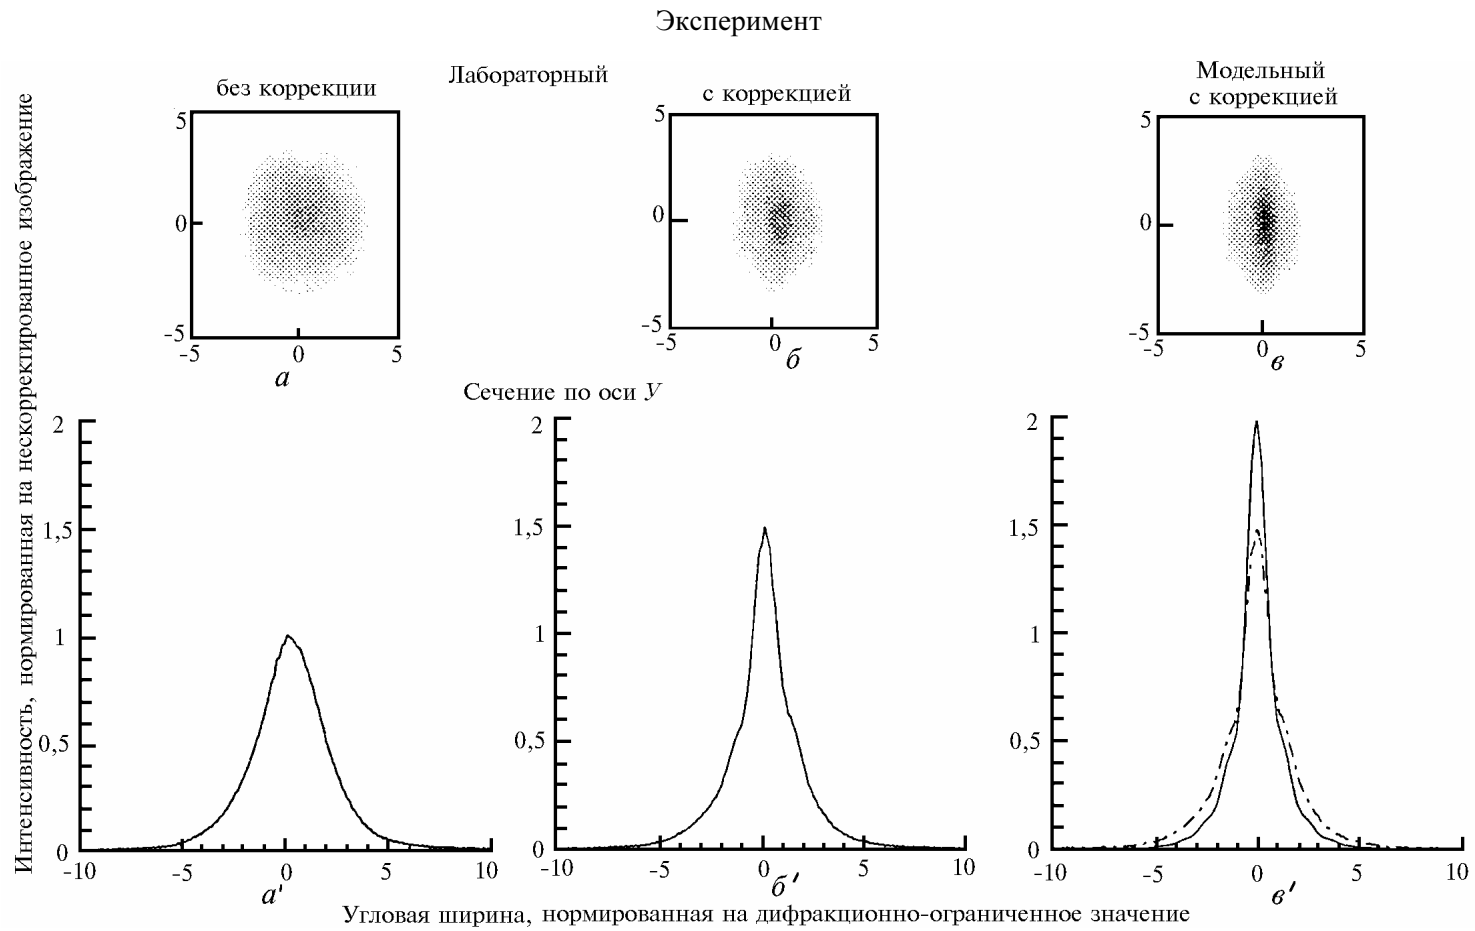 Эксперимент
Лабораторный
без коррекции
с коррекцией
Модельный
с коррекцией
5
0
-5
-5 0 5
а
5
0
-5
-5 0 5
б
5
0
-5
-5 0 5
в
Сечение по оси У
Интенсивность, нормированная на нескорректированное изображение
2
1,5
1
0,5
0
-10 -5 0 5 10
а'
2
1,5
1
0,5
0
-10 -5 0 5 10
б'
2
1,5
1
0,5
0
-10 -5 0 5 10
в'
Угловая ширина, нормированная на дифракционно-ограниченное значение